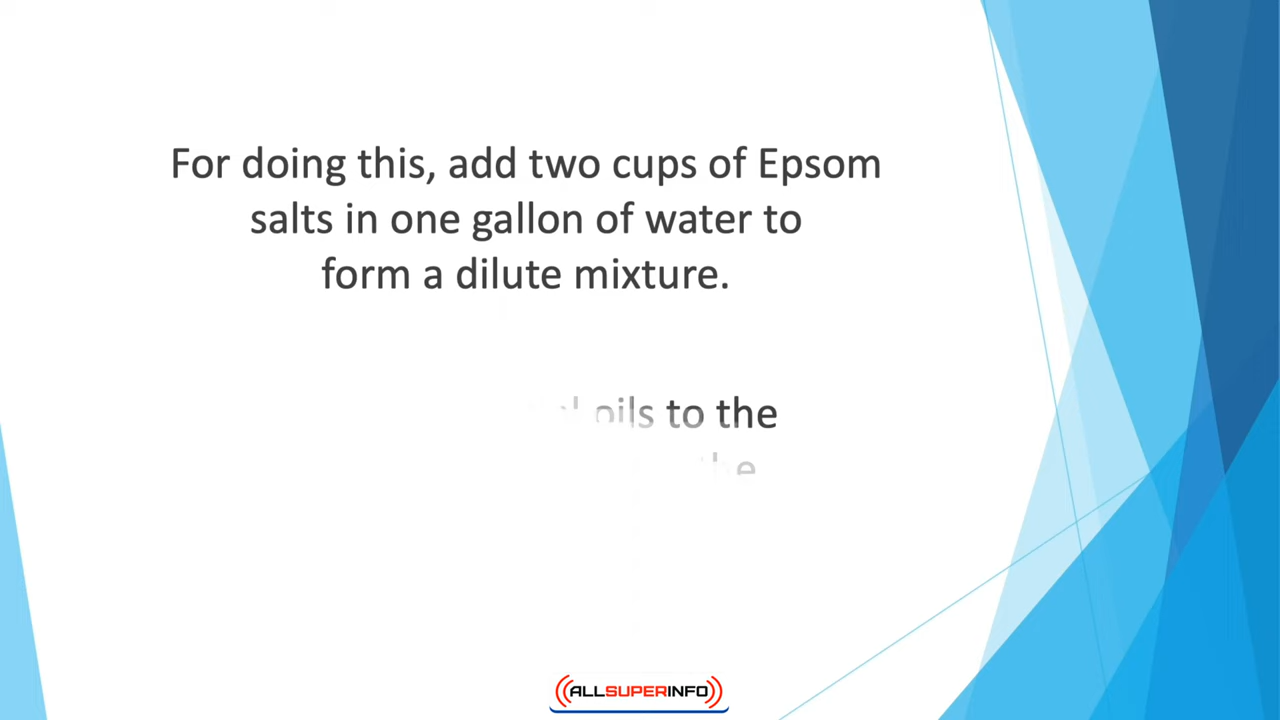 For doing this, add two cups of Epsom
salts in one gallon of water to
form a dilute mixture.
oils to the
the
ALLSUPERINFO